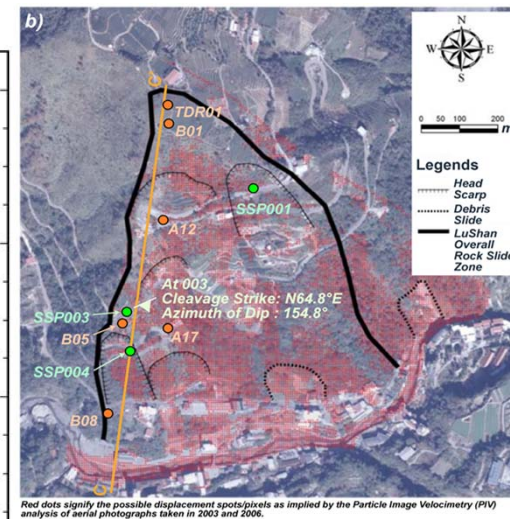 b)
N
W E
S
0 50 100 200
m
Legends
Head
Scarp
Debris
Slide
LuShan
Overall
Rock Slide
Zone
C'
TDR01
B01
SSP001
A12
At 003,
Cleavage Strike: N64.8°E
Azimuth of Dip : 154.8°
SSP003
B05
A17
SSP004
B08
C
Red dots signify the possible displacement spots/pixels as implied by the Particle Image Velocimetry (PIV)
analysis of aerial photographs taken in 2003 and 2006.